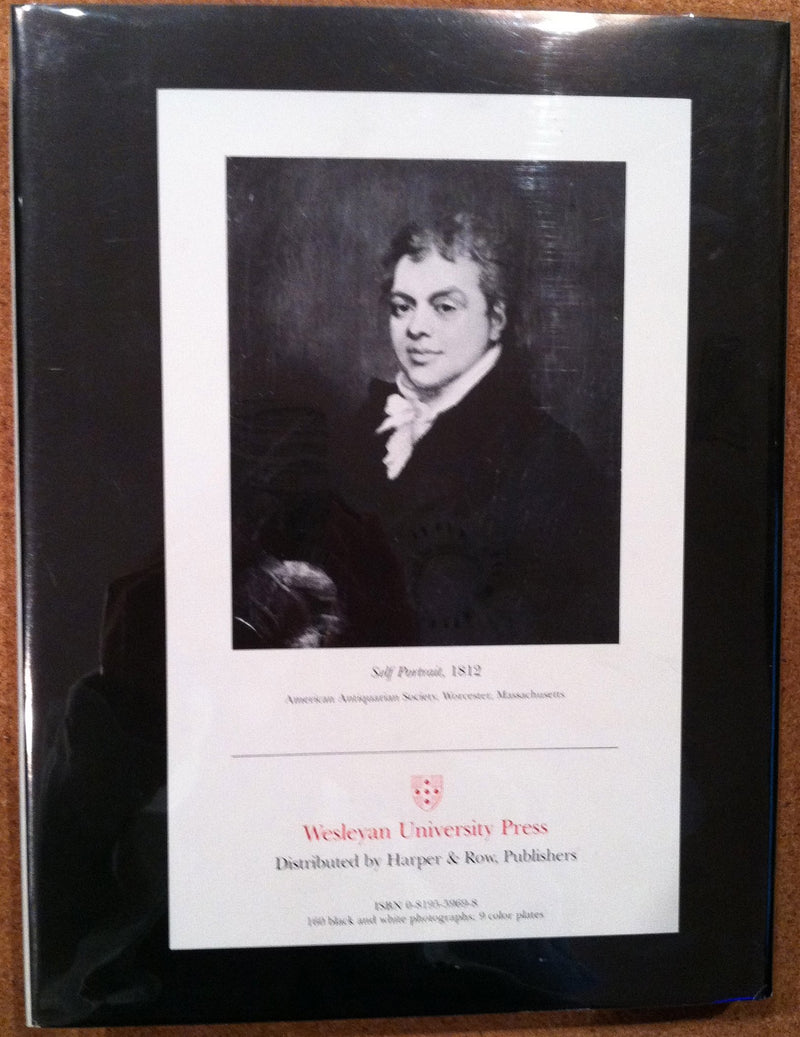 Self Portrait, 1812
American Antiquarian Society, Worcester, Massachusetts
Wesleyan University Press
Distributed by Harper & Row, Publishers
ISBN 0-8195-3969-8
160 black and white photographs; 9 color plates